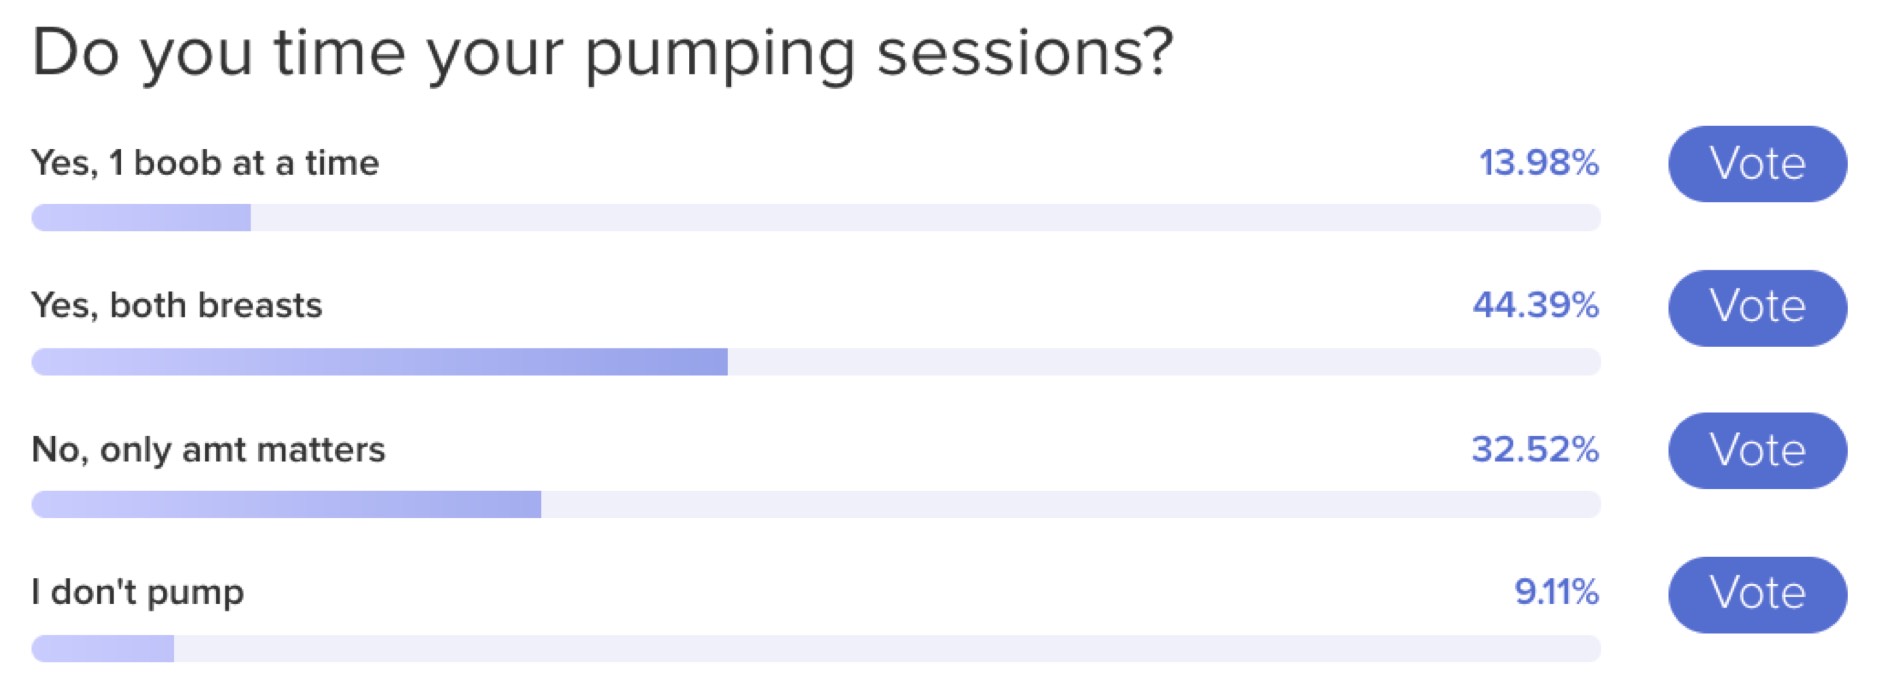 Do you time your pumping sessions?
Yes, 1 boob at a time 13.98% Vote
Yes, both breasts 44.39% Vote
No, only amt matters 32.52% Vote
I don't pump 9.11% Vote